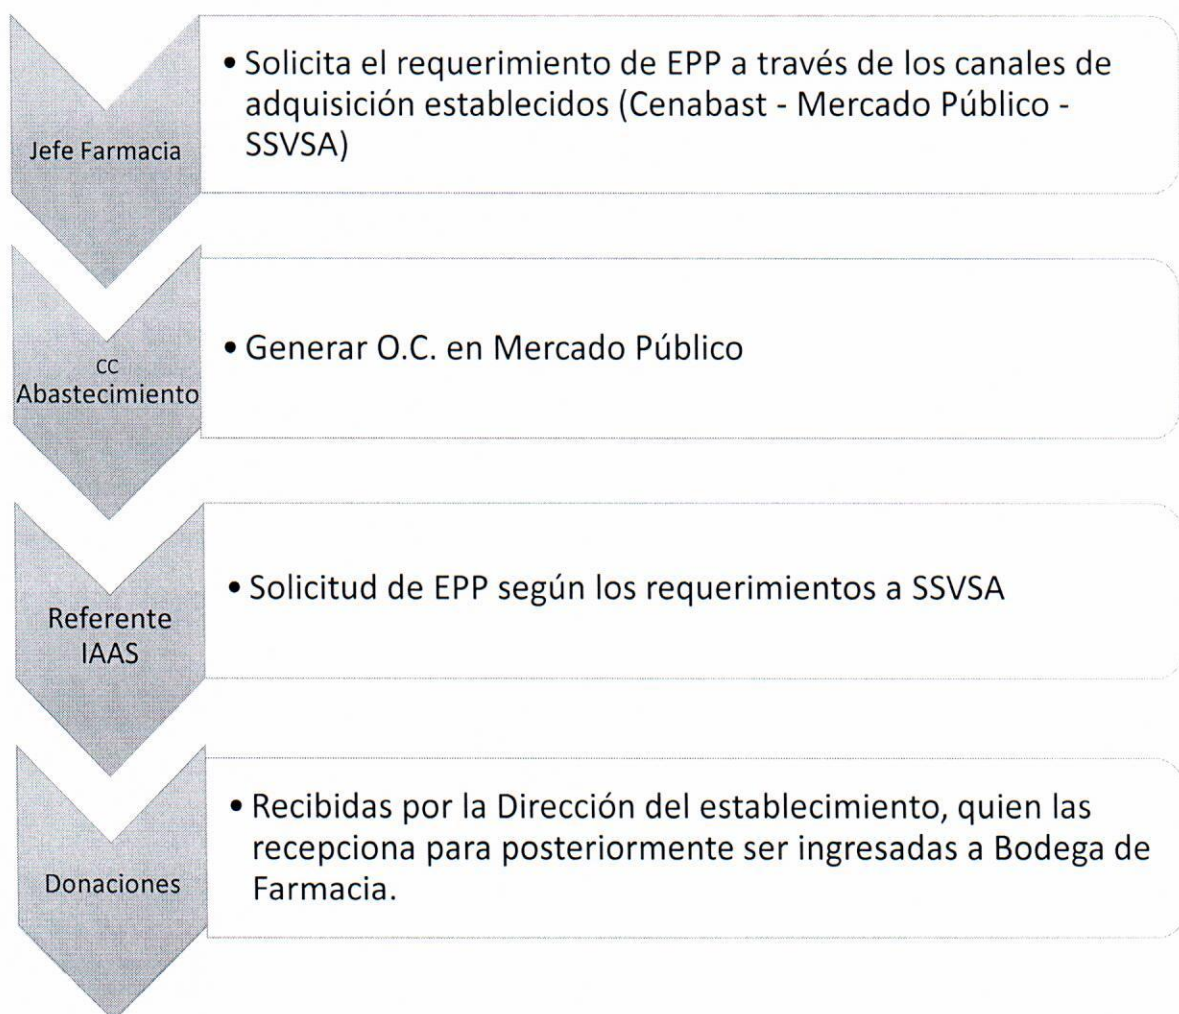 Jefe Farmacia
• Solicita el requerimiento de EPP a través de los canales de
adquisición establecidos (Cenabast - Mercado Público -
SSVSA)
CC
Abastecimiento
• Generar O.C. en Mercado Público
Referente
IAAS
• Solicitud de EPP según los requerimientos a SSVSA
Donaciones
• Recibidas por la Dirección del establecimiento, quien las
recepciona para posteriormente ser ingresadas a Bodega de
Farmacia.